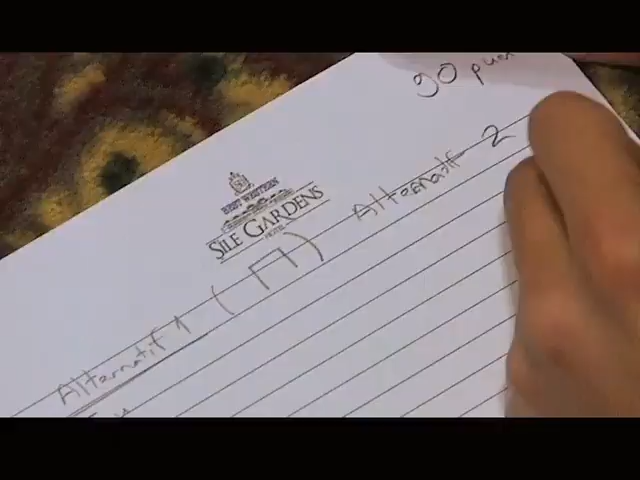 90 puan
BEST WESTERN
SILE GARDENS
HOTEL
Alternatif 2
Alternatif 1 ( Π )